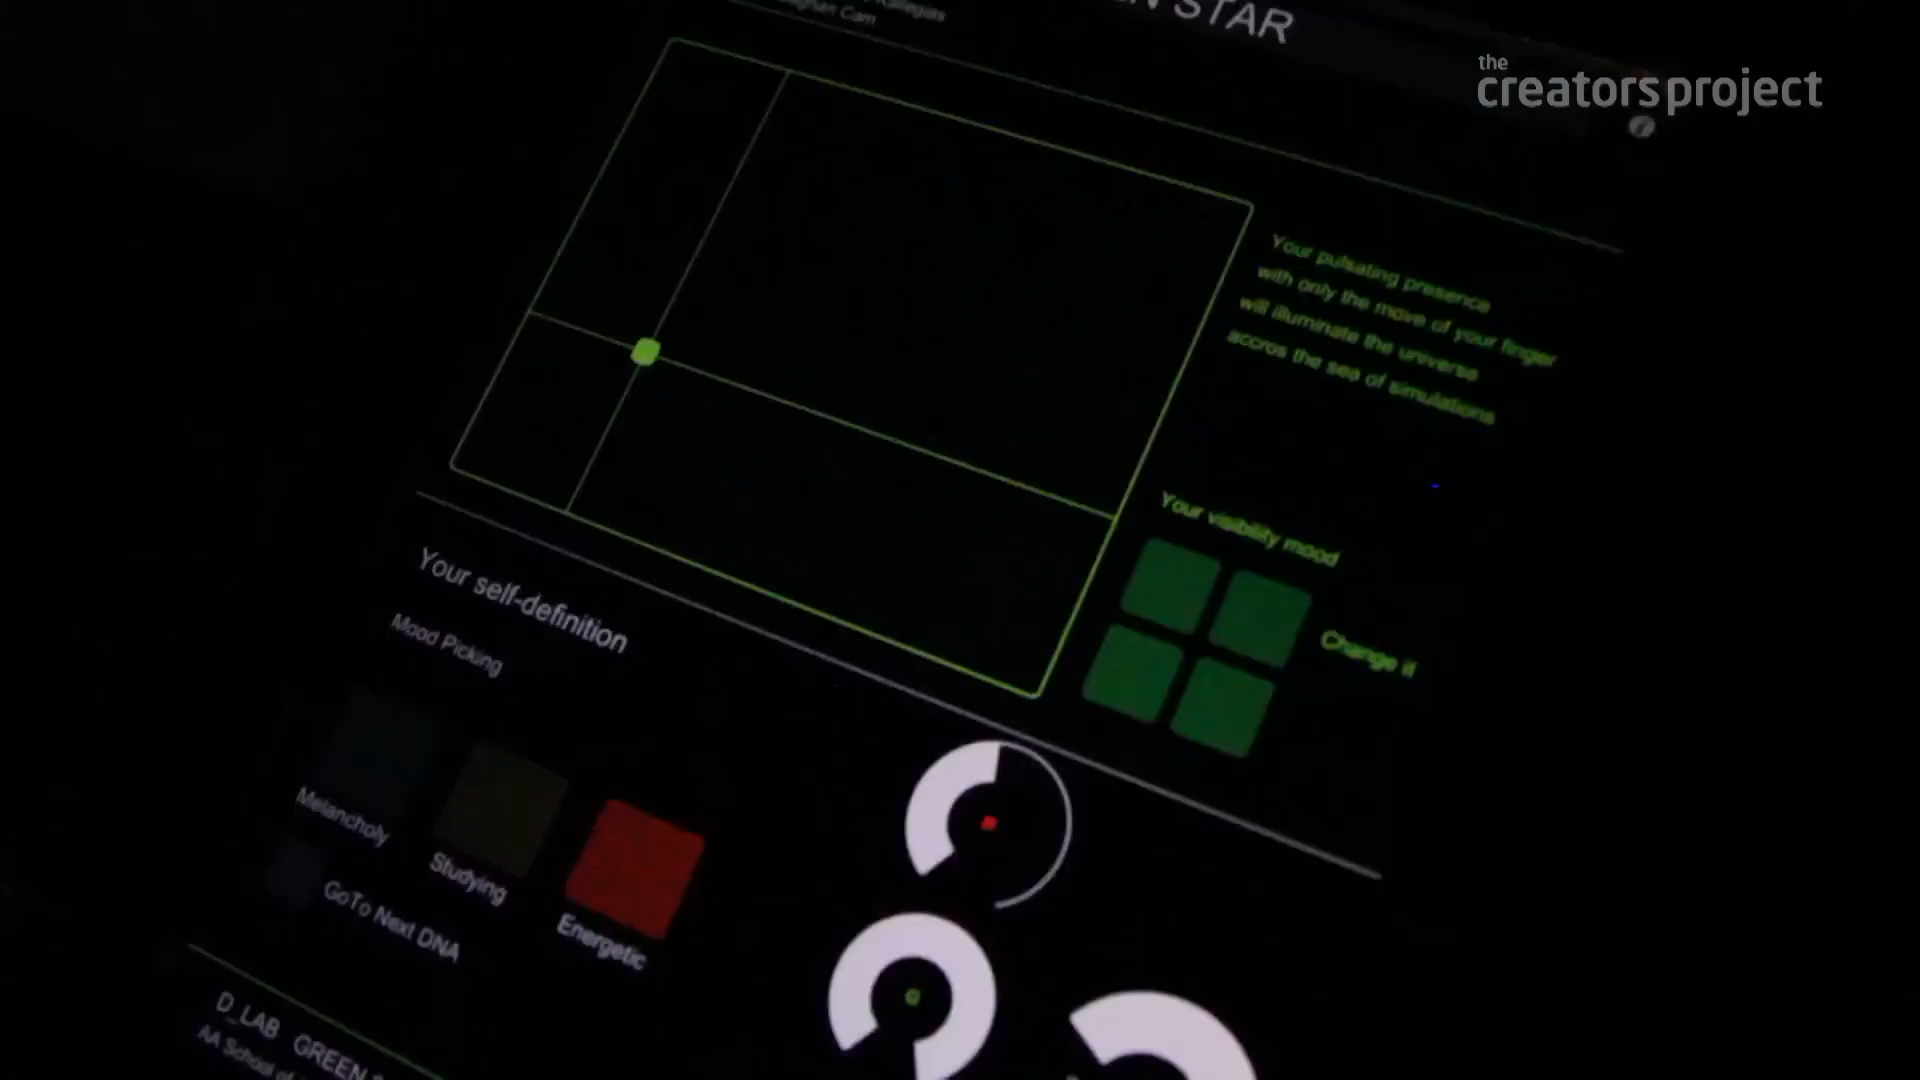 STAR
the
creatorsproject
Your pulsating presence
with only the move of your finger
will illuminate the universe
accros the sea of simulations
Your visibility mood
Change it
Your self-definition
Mood Picking
Melancholy
Studying
Energetic
GoTo Next DNA
D_LAB GREEN
AA School of